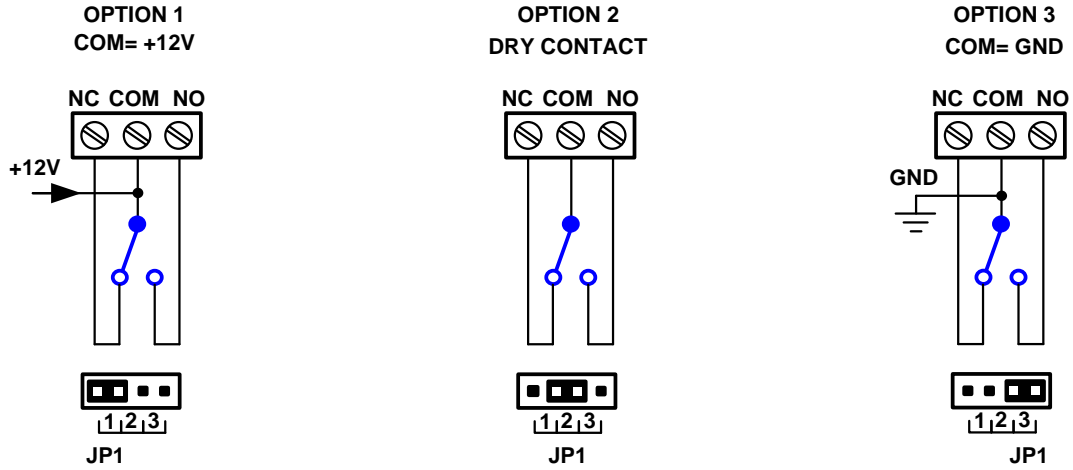 OPTION 1
COM= +12V
NC COM NO
+12V
1 2 3
JP1
OPTION 2
DRY CONTACT
NC COM NO
1 2 3
JP1
OPTION 3
COM= GND
NC COM NO
GND
1 2 3
JP1